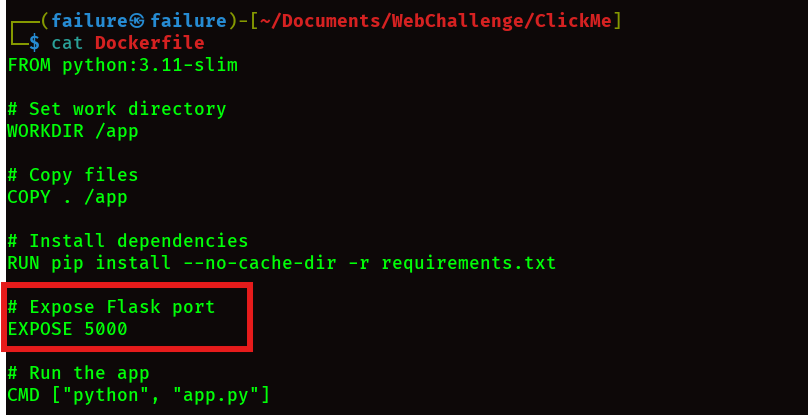 ┌──(failure㉿failure)-[~/Documents/WebChallenge/ClickMe]
└─$ cat Dockerfile
FROM python:3.11-slim

# Set work directory
WORKDIR /app

# Copy files
COPY . /app

# Install dependencies
RUN pip install --no-cache-dir -r requirements.txt

# Expose Flask port
EXPOSE 5000

# Run the app
CMD ["python", "app.py"]